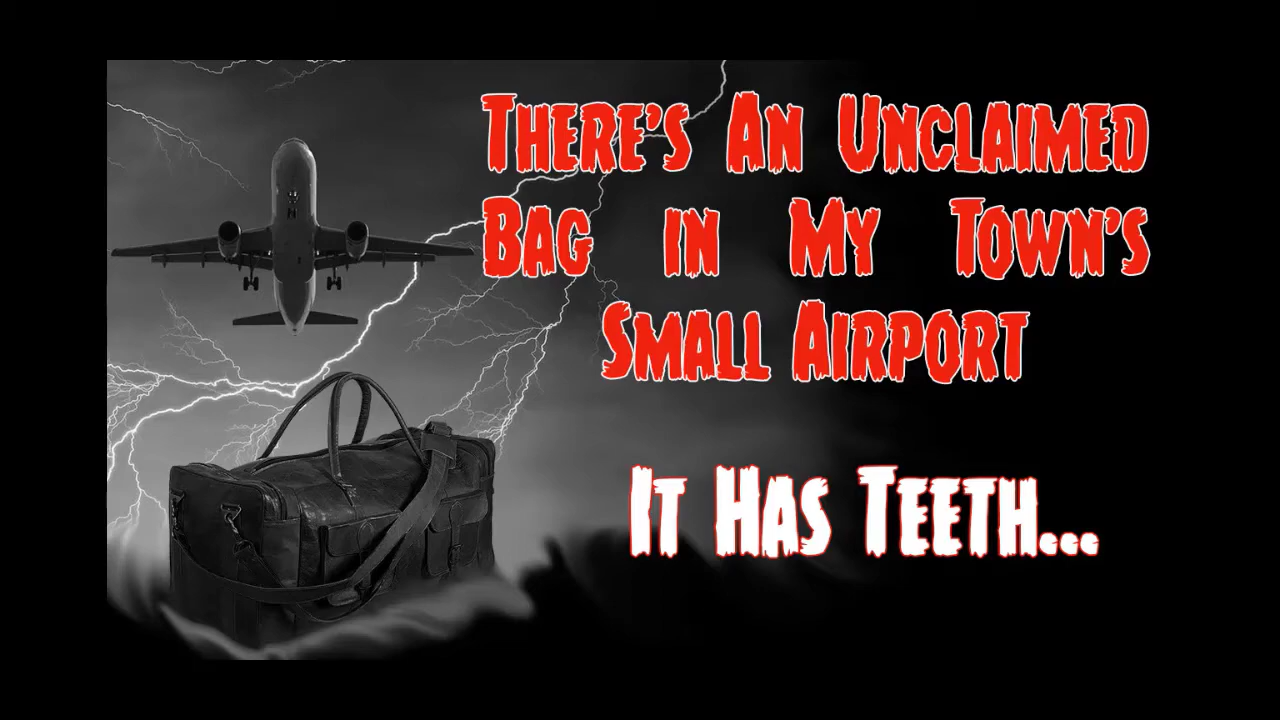 There's An Unclaimed
Bag in My Town's
Small Airport
It Has Teeth...